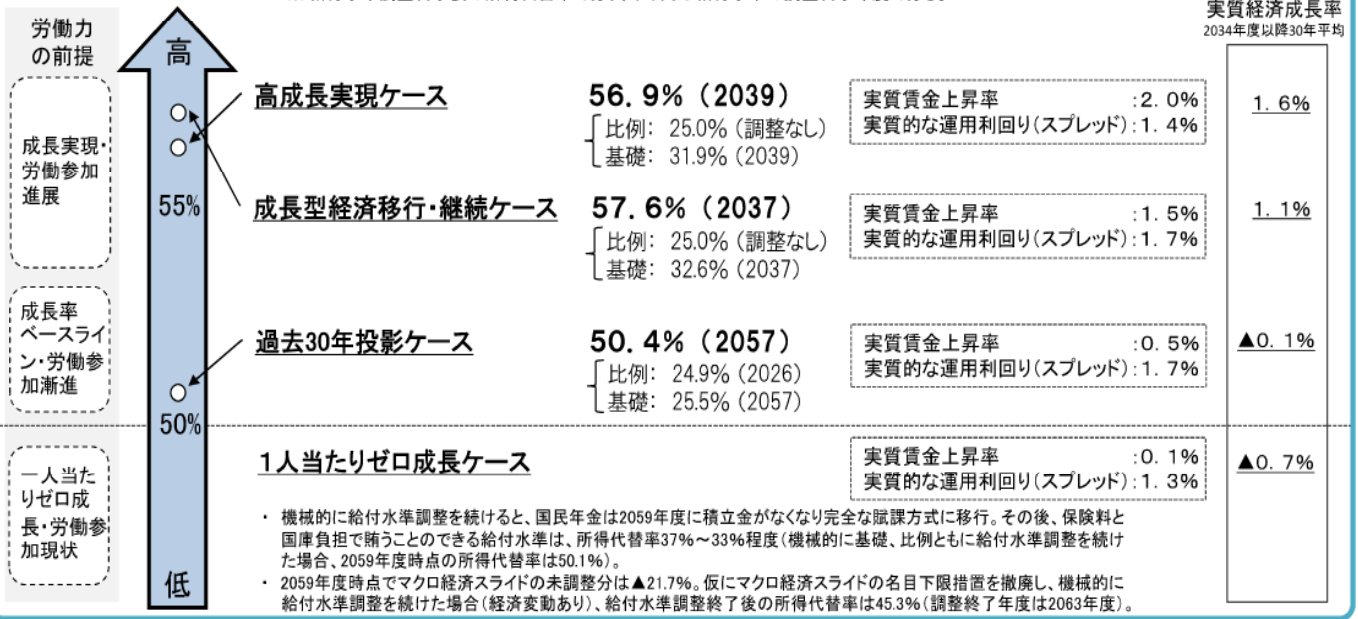 実質経済成長率
2034年度以降30年平均
労働力
の前提
高
成長実現・
労働参加
進展
55%
高成長実現ケース
56.9%（2039）
比例： 25.0%（調整なし）
基礎： 31.9%（2039）
実質賃金上昇率 ：2.0%
実質的な運用利回り（スプレッド）：1.4%
1.6%
成長型経済移行・継続ケース
57.6%（2037）
比例： 25.0%（調整なし）
基礎： 32.6%（2037）
実質賃金上昇率 ：1.5%
実質的な運用利回り（スプレッド）：1.7%
1.1%
成長率
ベースライ
ン・労働参
加漸進
過去30年投影ケース
50.4%（2057）
比例： 24.9%（2026）
基礎： 25.5%（2057）
実質賃金上昇率 ：0.5%
実質的な運用利回り（スプレッド）：1.7%
▲0.1%
50%
一人当た
りゼロ成
長・労働参
加現状
1人当たりゼロ成長ケース
実質賃金上昇率 ：0.1%
実質的な運用利回り（スプレッド）：1.3%
▲0.7%
・ 機械的に給付水準調整を続けると、国民年金は2059年度に積立金がなくなり完全な賦課方式に移行。その後、保険料と
国庫負担で賄うことのできる給付水準は、所得代替率37%～33%程度（機械的に基礎、比例ともに給付水準調整を続け
た場合、2059年度時点の所得代替率は50.1%）。
・ 2059年度時点でマクロ経済スライドの未調整分は▲21.7%。仮にマクロ経済スライドの名目下限措置を撤廃し、機械的に
給付水準調整を続けた場合（経済変動あり）、給付水準調整終了後の所得代替率は45.3%（調整終了年度は2063年度）。
低